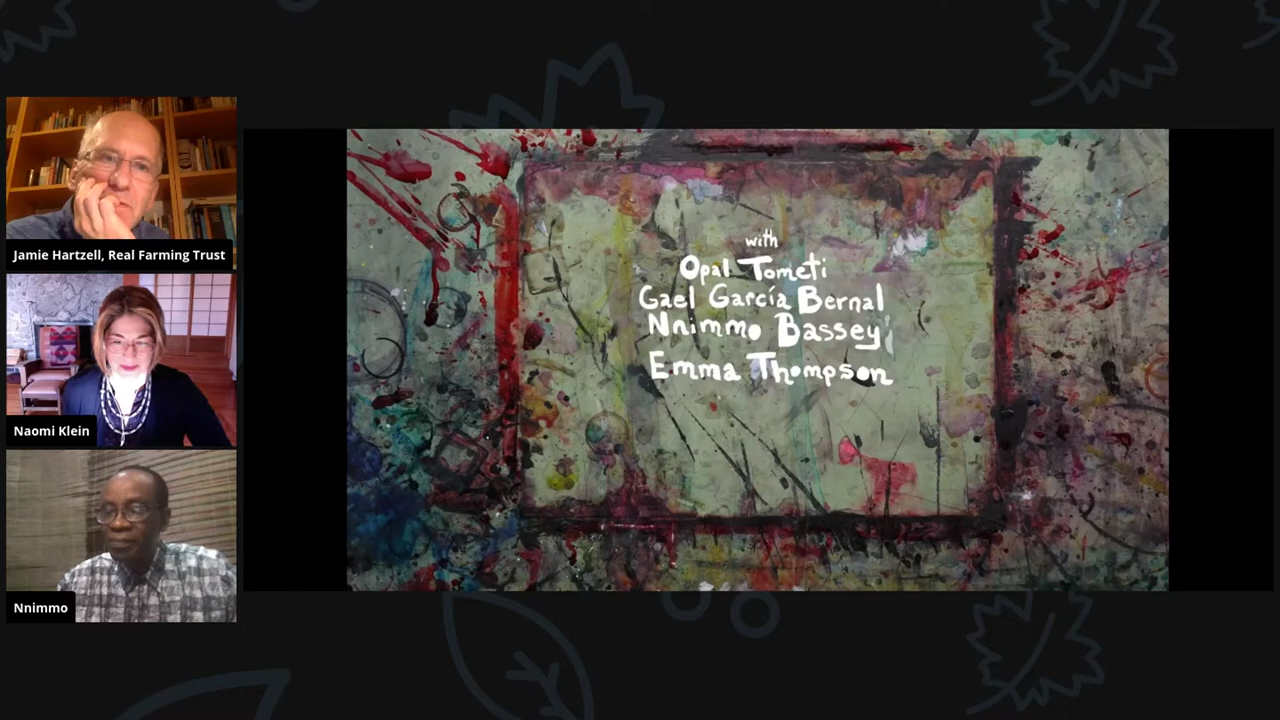 Jamie Hartzell, Real Farming Trust
Naomi Klein
Nnimmo
with
Opal Tometi
Gael García Bernal
Nnimmo Bassey
Emma Thompson